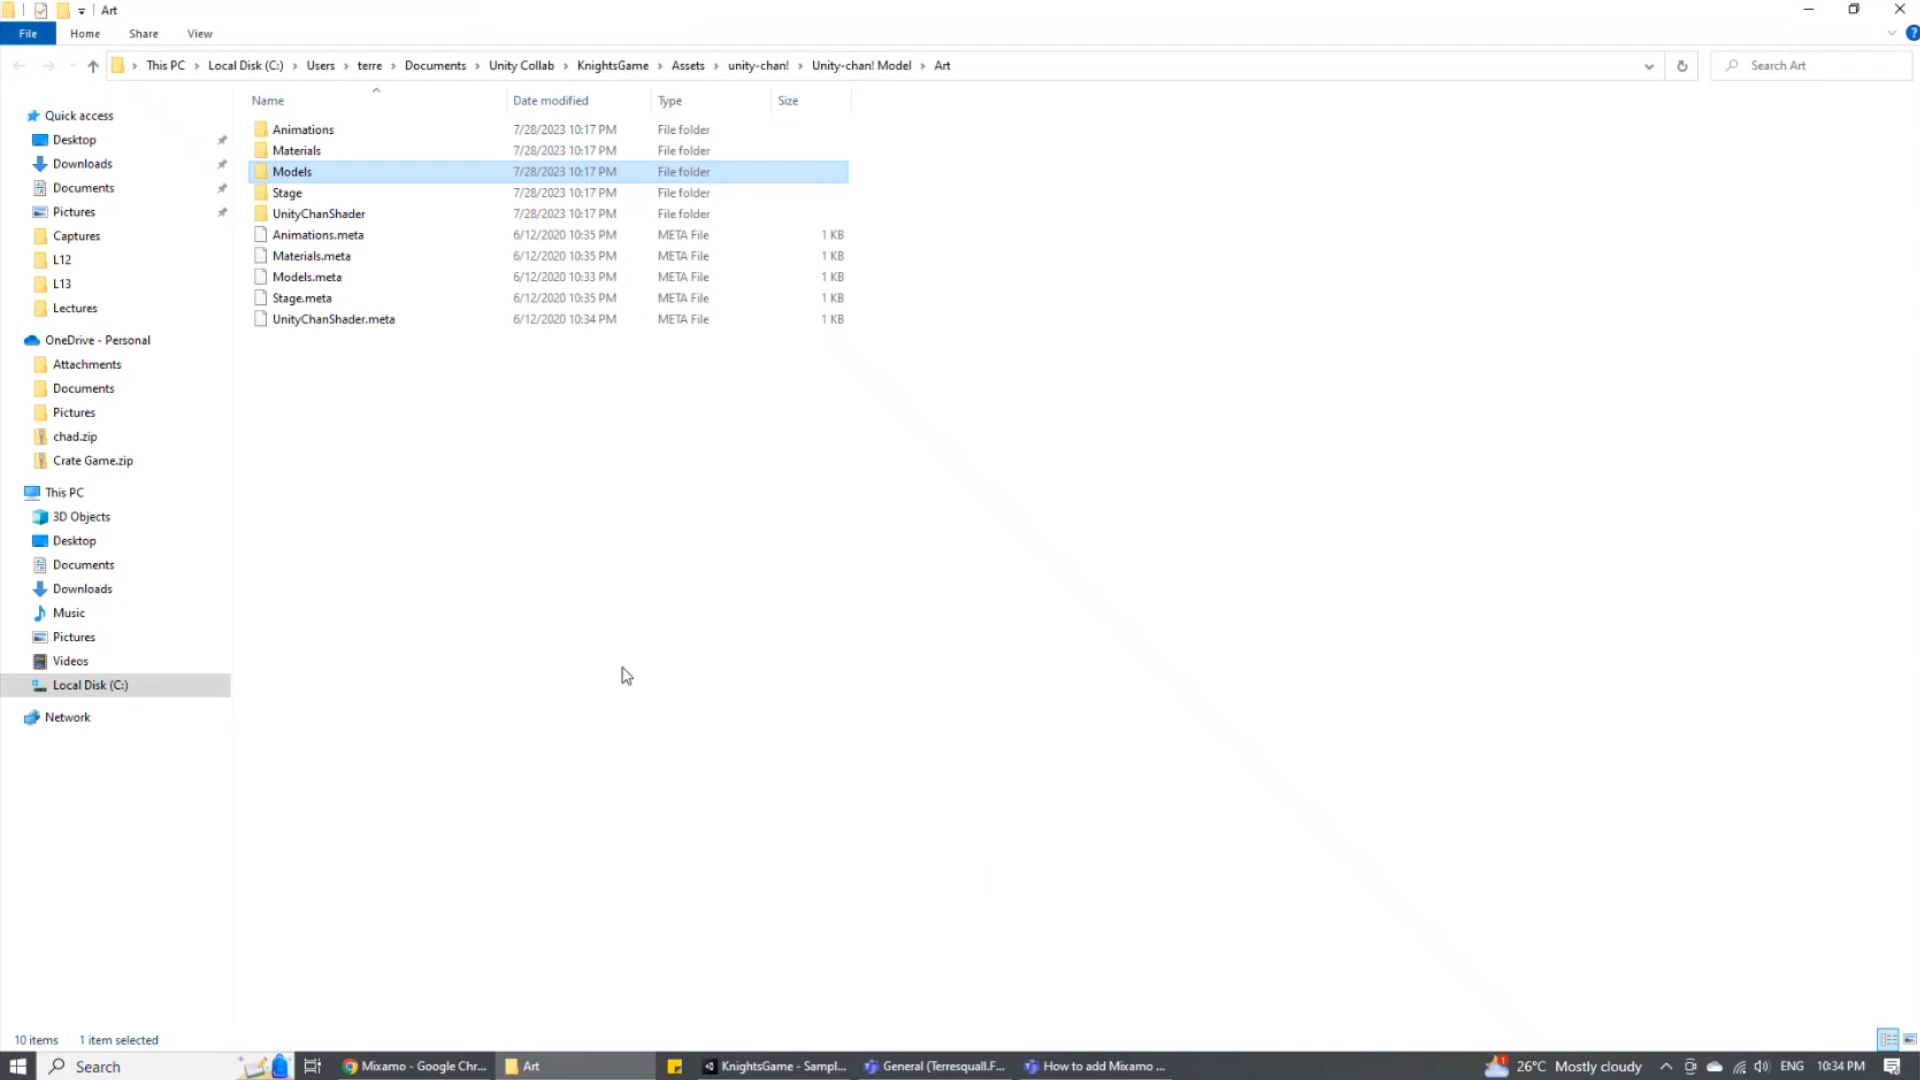 Art
File Home Share View
This PC Local Disk (C:) Users terre Documents Unity Collab KnightsGame Assets unity-chan! Unity-chan! Model Art
Search Art
Name Date modified Type Size
Animations 7/28/2023 10:17 PM File folder
Materials 7/28/2023 10:17 PM File folder
Models 7/28/2023 10:17 PM File folder
Stage 7/28/2023 10:17 PM File folder
UnityChanShader 7/28/2023 10:17 PM File folder
Animations.meta 6/12/2020 10:35 PM META File 1 KB
Materials.meta 6/12/2020 10:35 PM META File 1 KB
Models.meta 6/12/2020 10:33 PM META File 1 KB
Stage.meta 6/12/2020 10:35 PM META File 1 KB
UnityChanShader.meta 6/12/2020 10:34 PM META File 1 KB
Quick access
Desktop
Downloads
Documents
Pictures
Captures
L12
L13
Lectures
OneDrive - Personal
Attachments
Documents
Pictures
chad.zip
Crate Game.zip
This PC
3D Objects
Desktop
Documents
Downloads
Music
Pictures
Videos
Local Disk (C:)
Network
10 items 1 item selected
Search Mixamo - Google Chr... Art KnightsGame - Sampl... General (Terresquall.F... How to add Mixamo ... 1 26°C Mostly cloudy ENG 10:34 PM